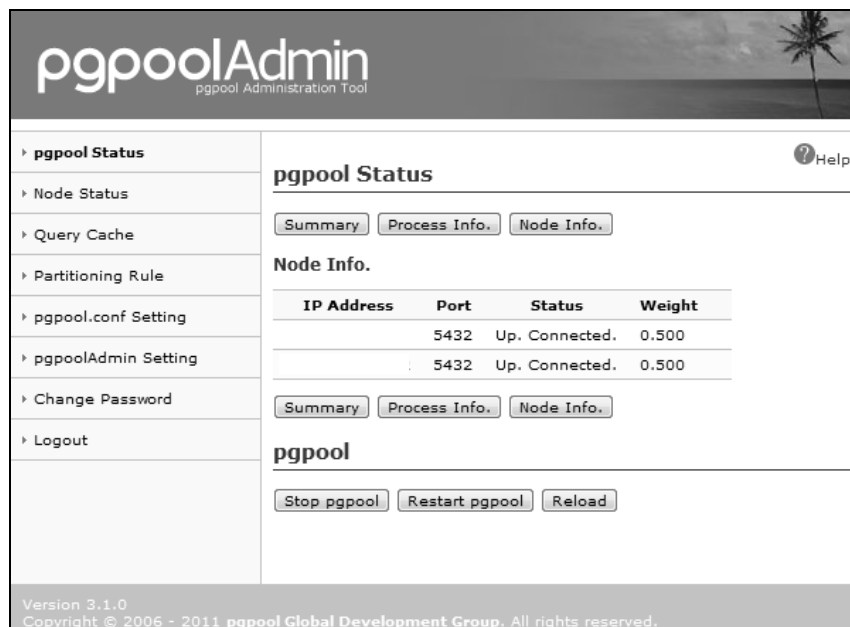 pgpoolAdmin
pgpool Administration Tool
pgpool Status
Node Status
Query Cache
Partitioning Rule
pgpool.conf Setting
pgpoolAdmin Setting
Change Password
Logout
?Help
pgpool Status
Summary Process Info. Node Info.
Node Info.
IP Address Port Status Weight
5432 Up. Connected. 0.500
5432 Up. Connected. 0.500
Summary Process Info. Node Info.
pgpool
Stop pgpool Restart pgpool Reload
Version 3.1.0
Copyright © 2006 - 2011 pgpool Global Development Group. All rights reserved.